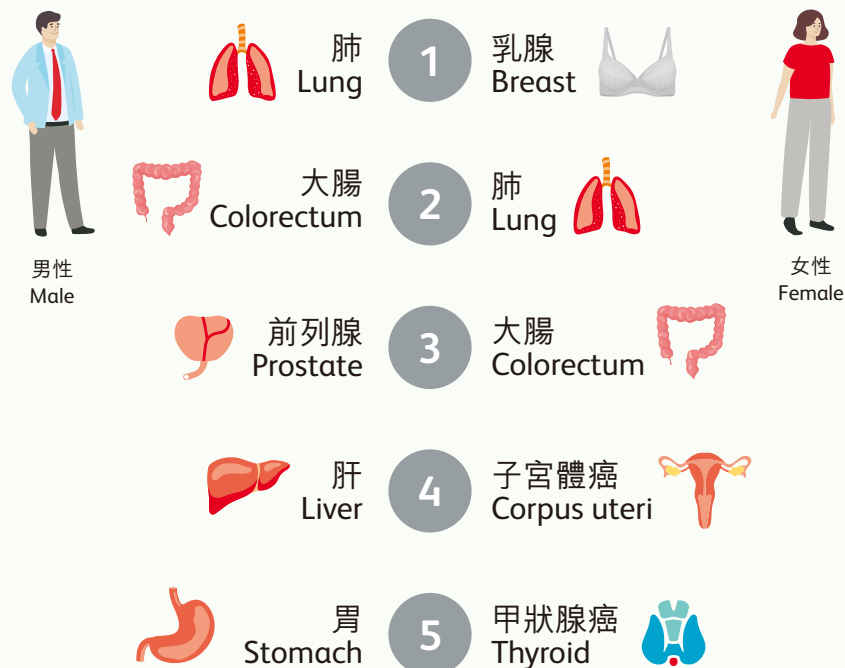 肺
Lung
1
乳腺
Breast
大腸
Colorectum
2
肺
Lung
男性
Male
女性
Female
前列腺
Prostate
3
大腸
Colorectum
肝
Liver
4
子宮體癌
Corpus uteri
胃
Stomach
5
甲狀腺癌
Thyroid